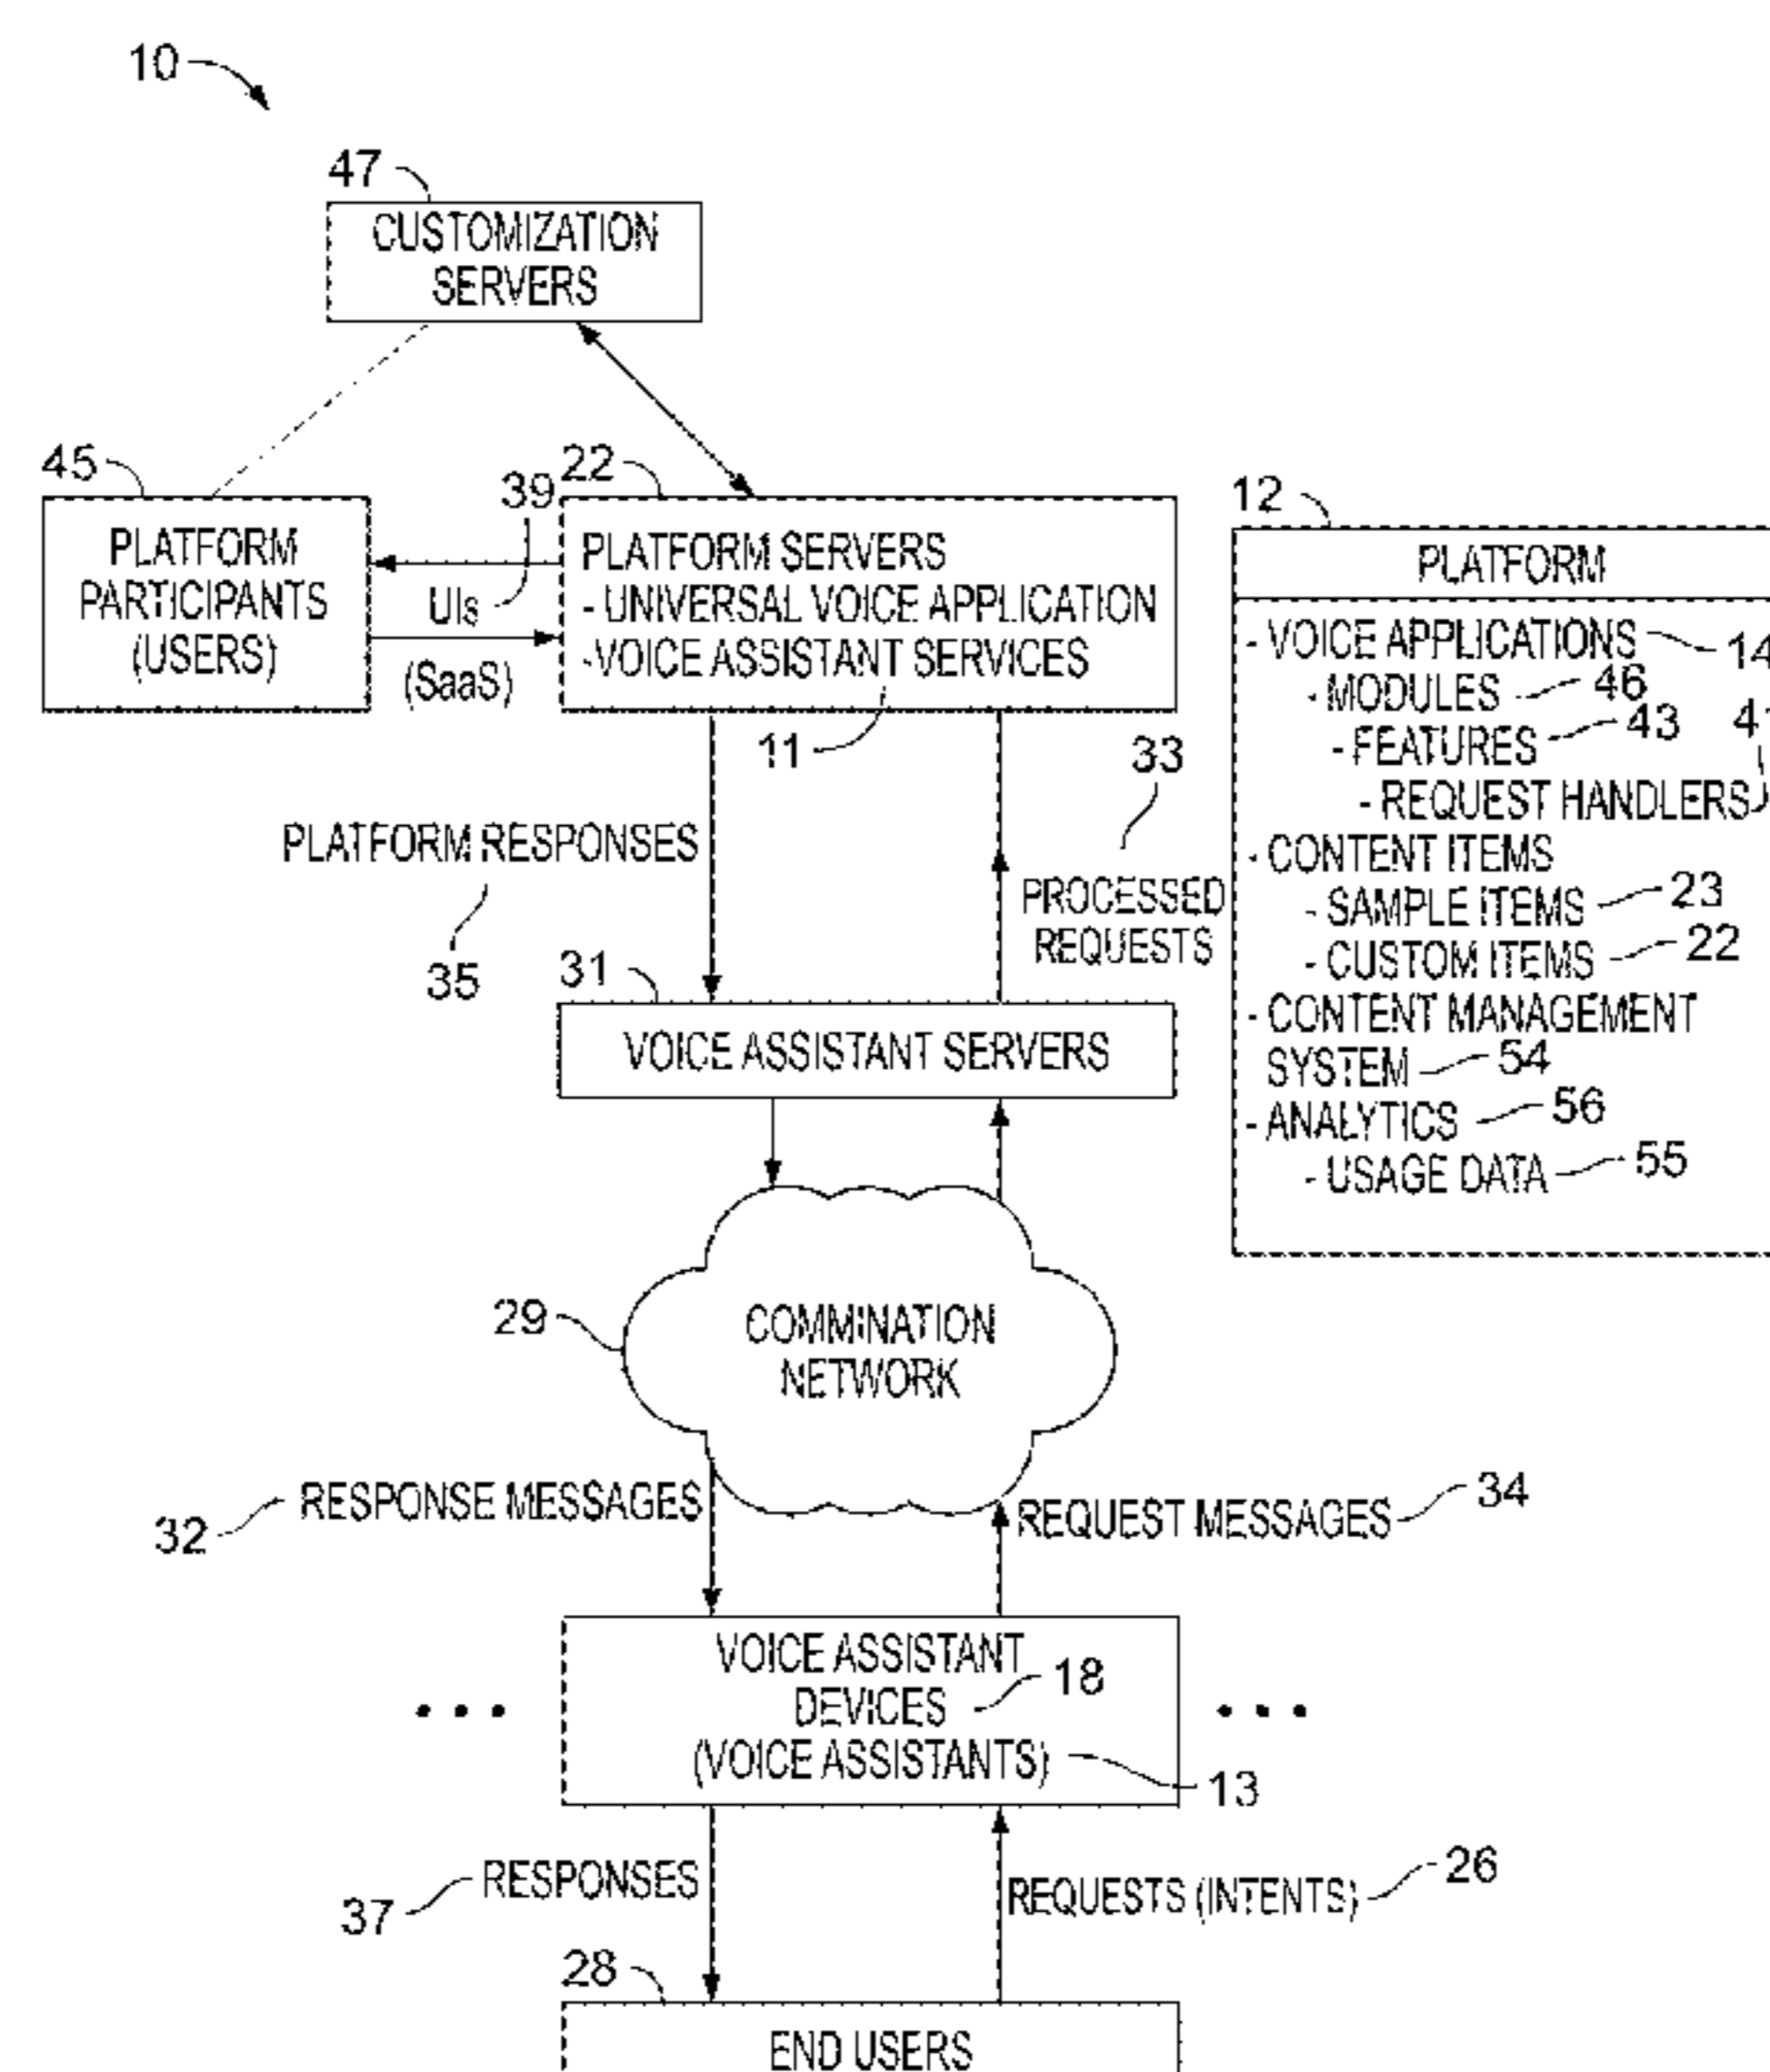 10
47
CUSTOMIZATION
SERVERS
45
39
22
PLATFORM
PARTICIPANTS
(USERS)
UIs
(SaaS)
PLATFORM SERVERS
- UNIVERSAL VOICE APPLICATION
-VOICE ASSISTANT SERVICES
11
12
PLATFORM
- VOICE APPLICATIONS 14
- MODULES 46
- FEATURES 43
- REQUEST HANDLERS
- CONTENT ITEMS
- SAMPLE ITEMS 23
- CUSTOM ITEMS 22
- CONTENT MANAGEMENT
SYSTEM 54
- ANALYTICS 56
- USAGE DATA 55
33
PLATFORM RESPONSES
35
PROCESSED
REQUESTS
31
VOICE ASSISTANT SERVERS
29
COMMINATION
NETWORK
32 RESPONSE MESSAGES
REQUEST MESSAGES 34
VOICE ASSISTANT
DEVICES 18
(VOICE ASSISTANTS) 13
37 RESPONSES
REQUESTS (INTENTS) 26
28
END USERS